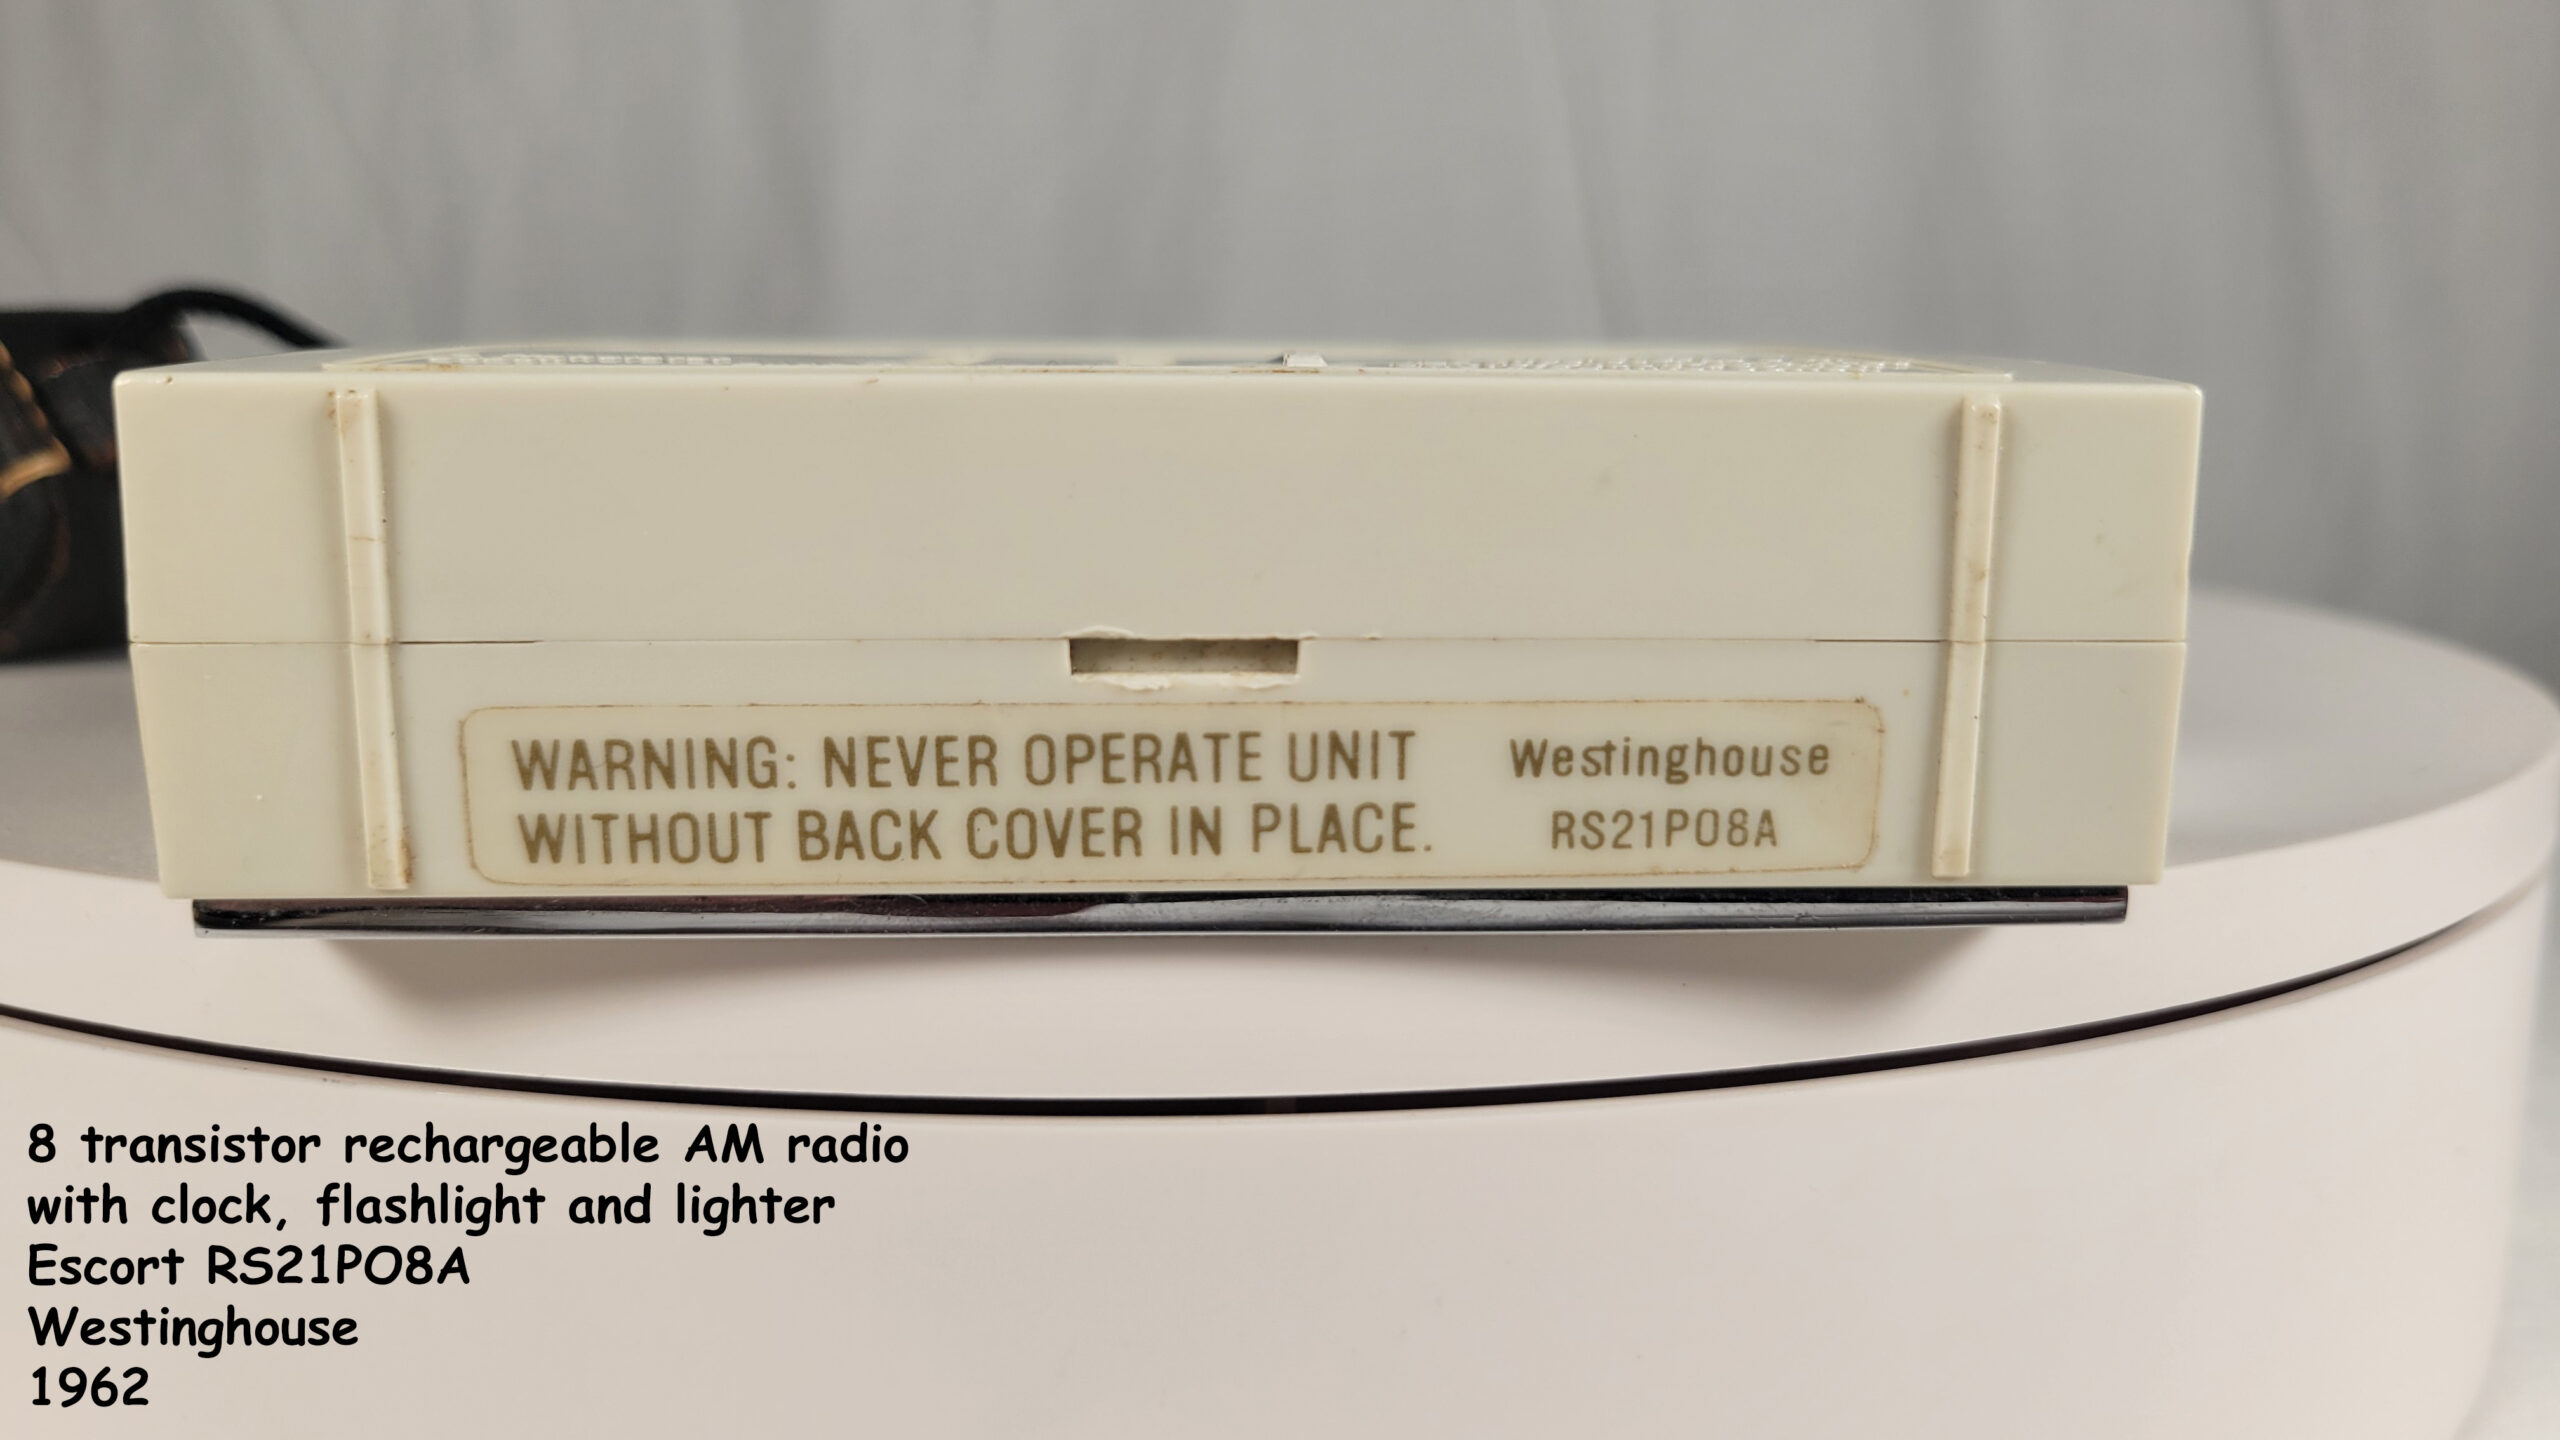 WARNING: NEVER OPERATE UNIT
WITHOUT BACK COVER IN PLACE.
Westinghouse
RS21P08A
8 transistor rechargeable AM radio
with clock, flashlight and lighter
Escort RS21PO8A
Westinghouse
1962